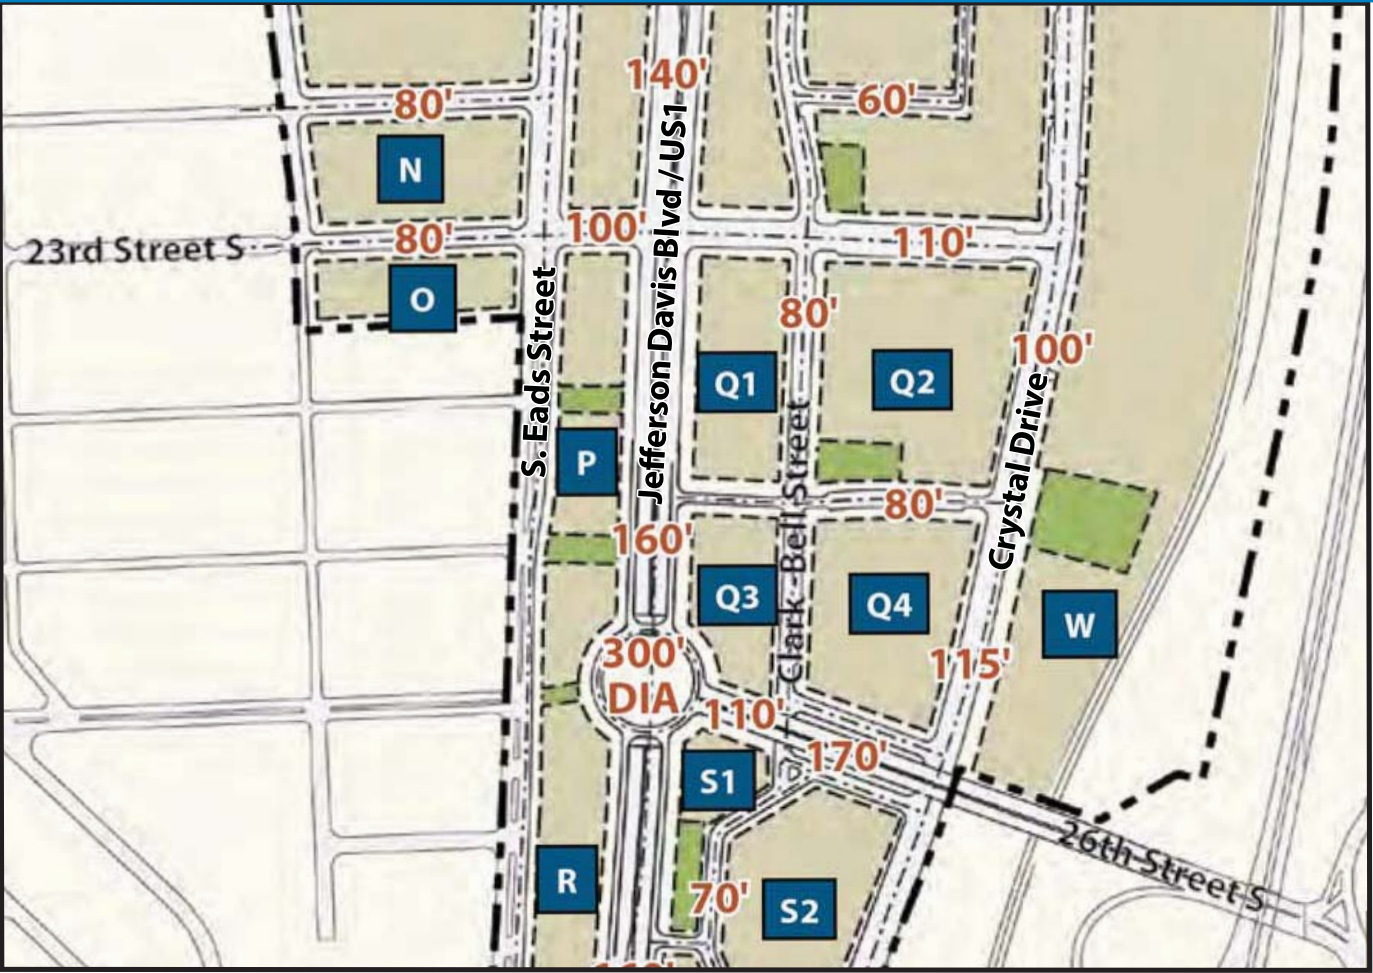 140'
80'
60'
N
23rd Street S
80'
100'
110'
O
80'
S. Eads Street
Jefferson Davis Blvd / US1
100'
Q1
Q2
P
Clark-Bell Street
80'
Crystal Drive
160'
Q3
Q4
W
300'
DIA
115'
110'
170'
S1
26th Street S
R
70'
S2
160'